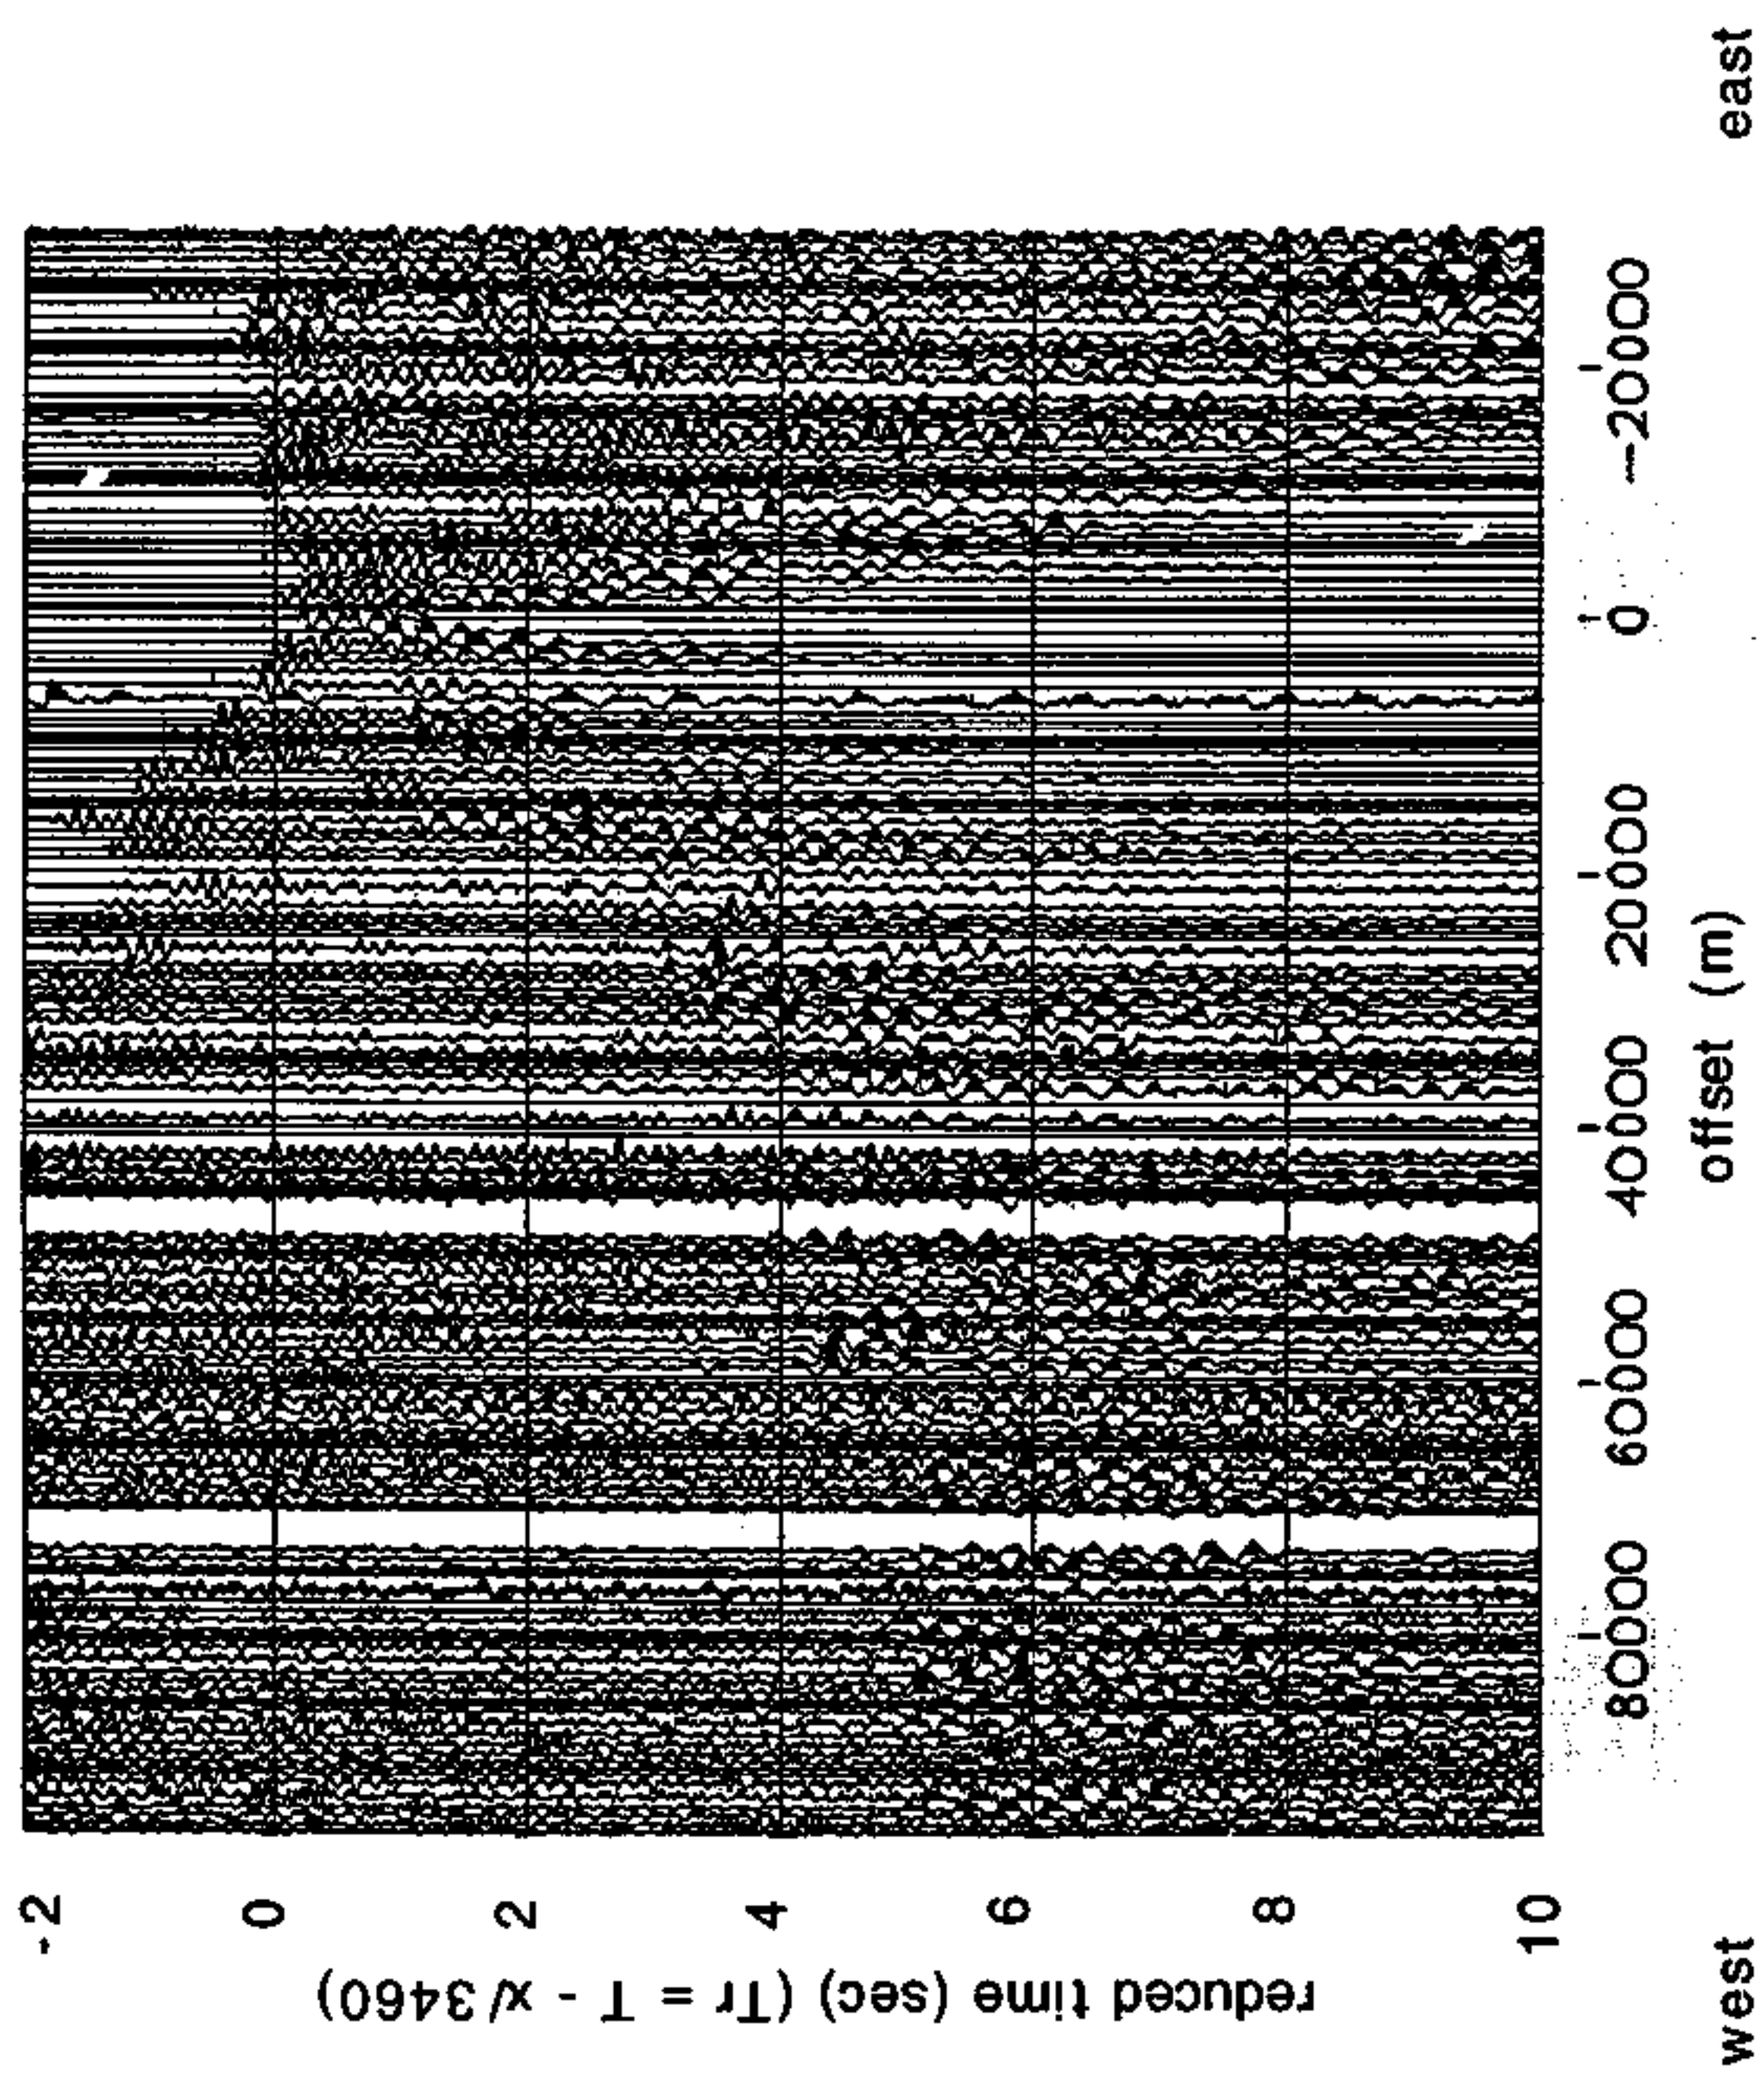 reduced time (sec) (Tr = T - x/3460)
-2
0
2
4
6
8
10
80000 60000 40000 20000 0 -20000
offset (m)
west east